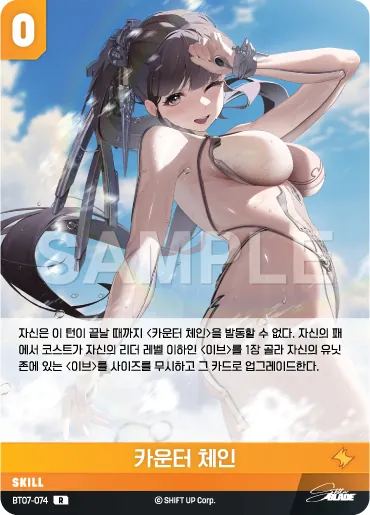 0
SAMPLE
자신은 이 턴이 끝날 때까지 <카운터 체인>을 발동할 수 없다. 자신의 패
에서 코스트가 자신의 리더 레벨 이하인 <이브>를 1장 골라 자신의 유닛
존에 있는 <이브>를 사이즈를 무시하고 그 카드로 업그레이드한다.
카운터 체인
SKILL
BT07-074 R © SHIFT UP Corp. Stellar BLADE